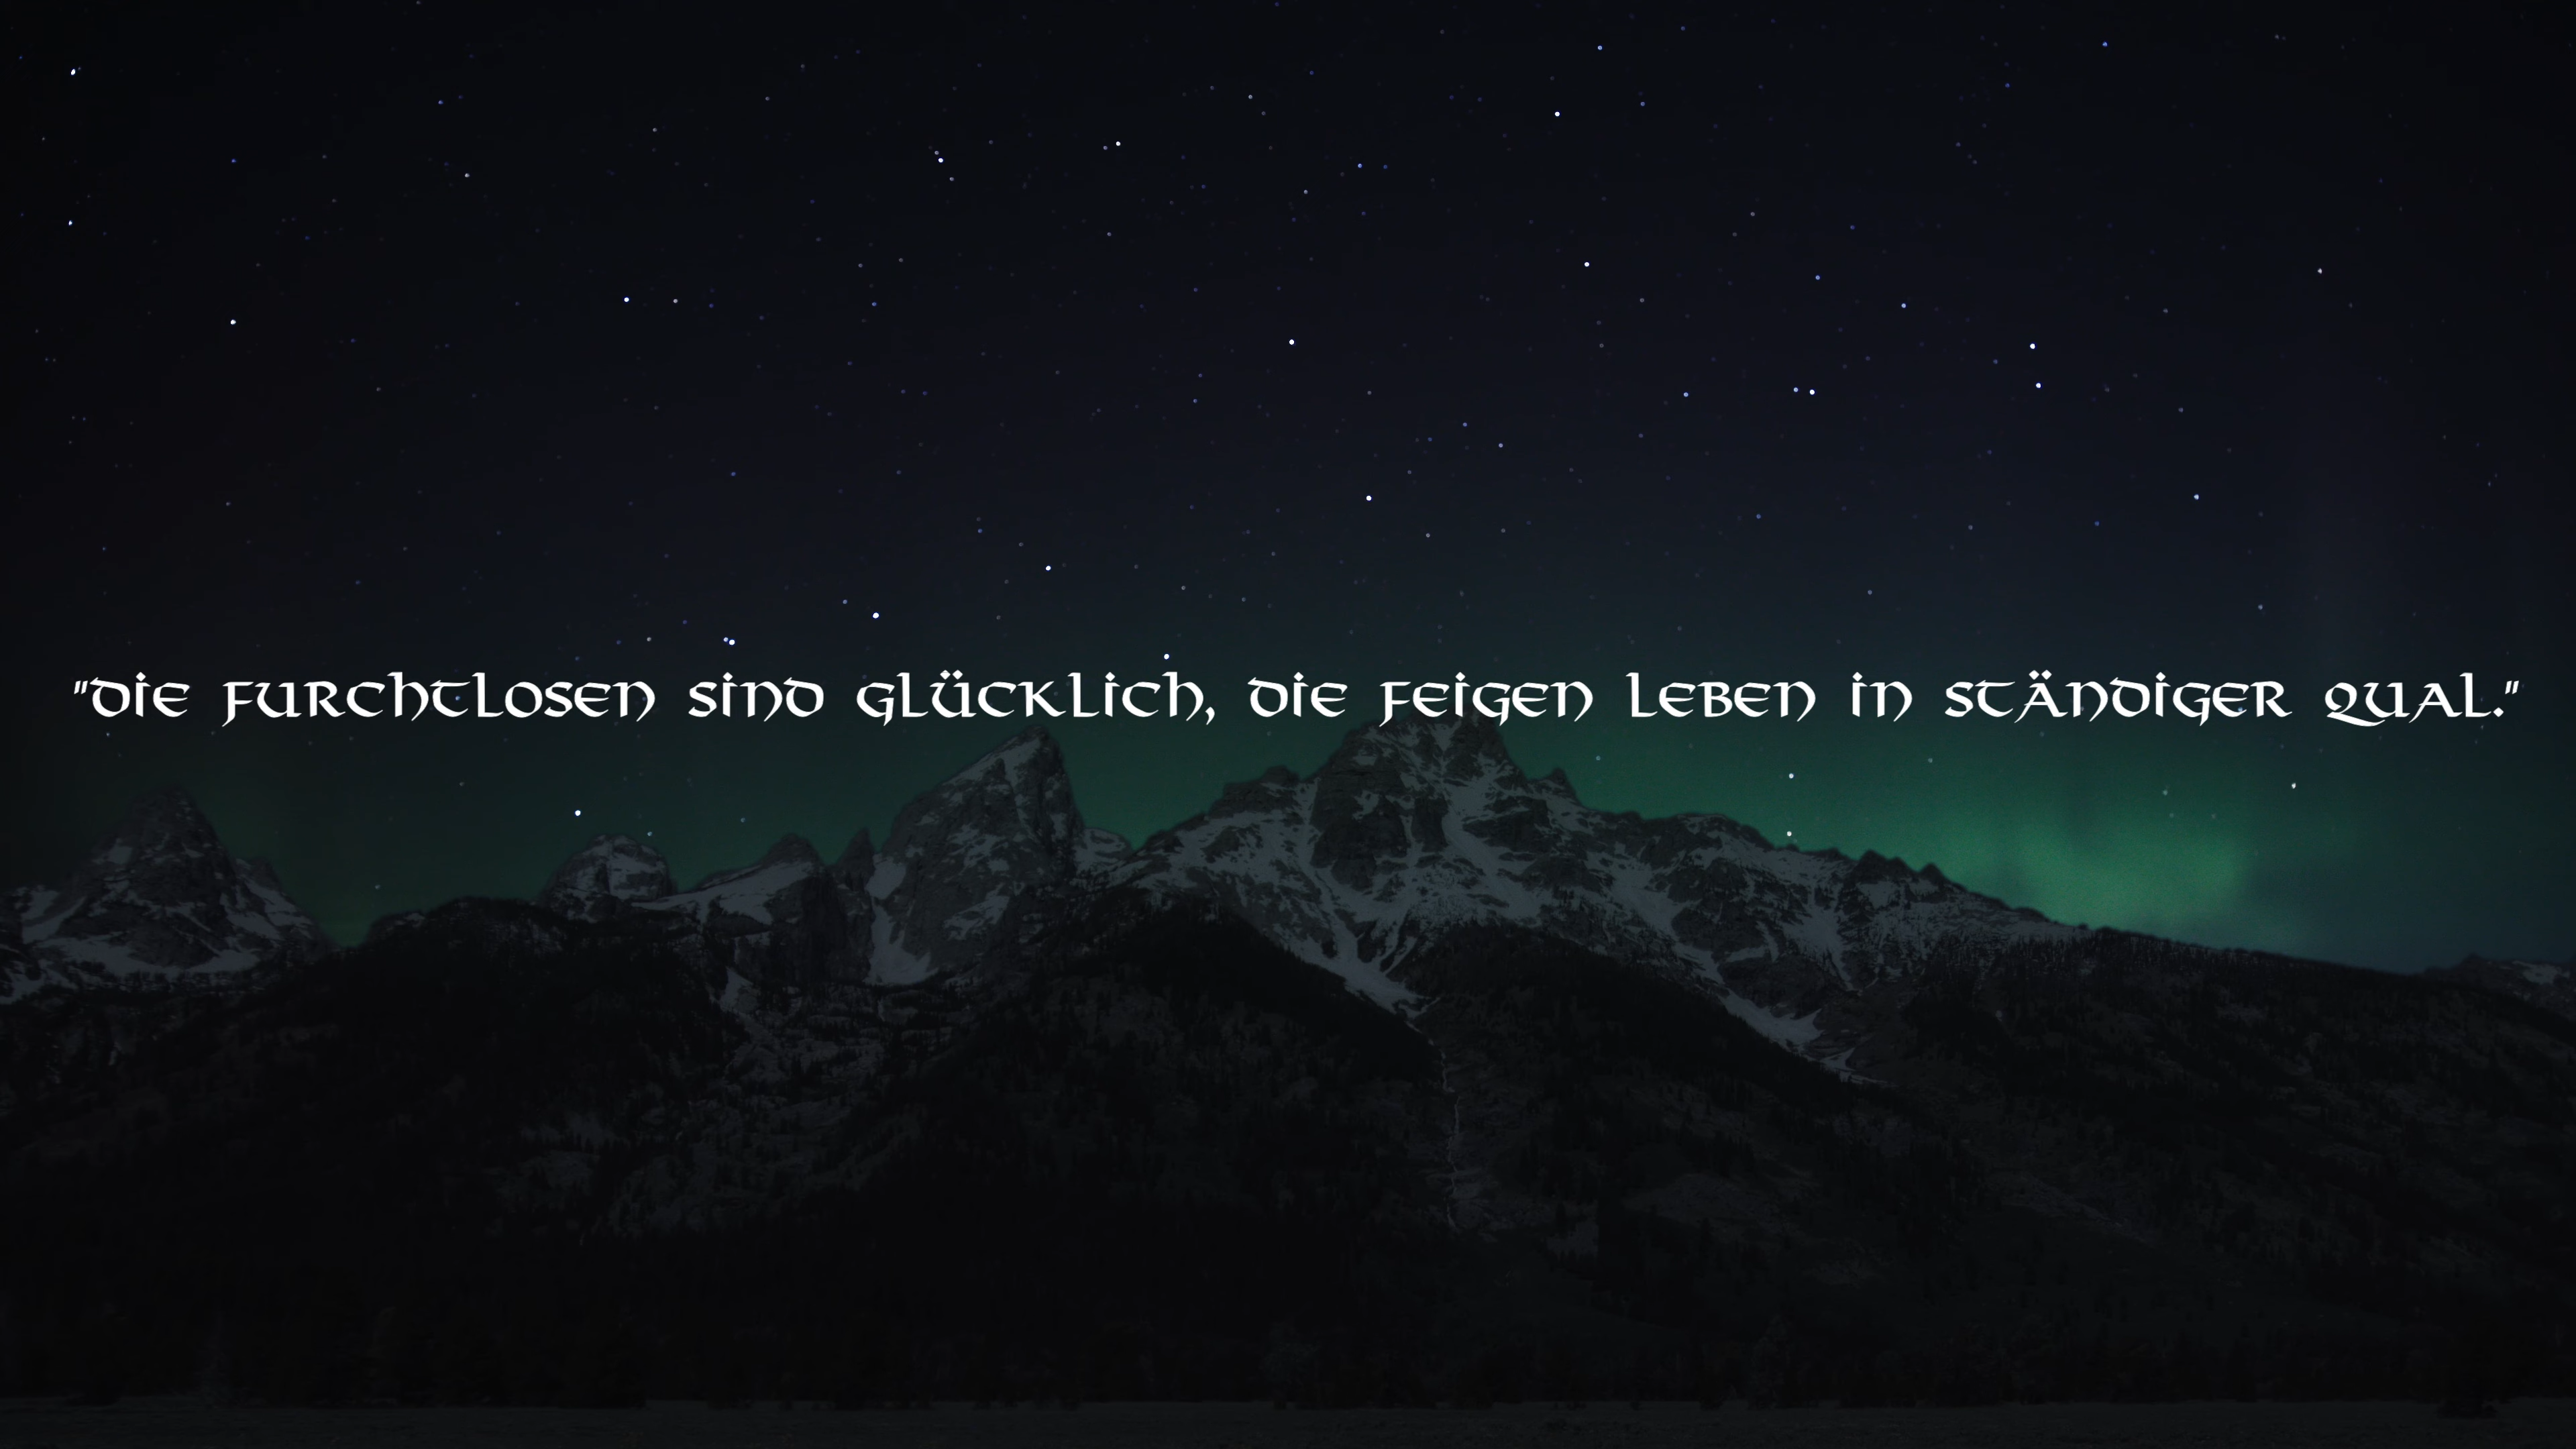 "Die Furchtlosen sind glücklich, die Feigen leben in ständiger Qual."